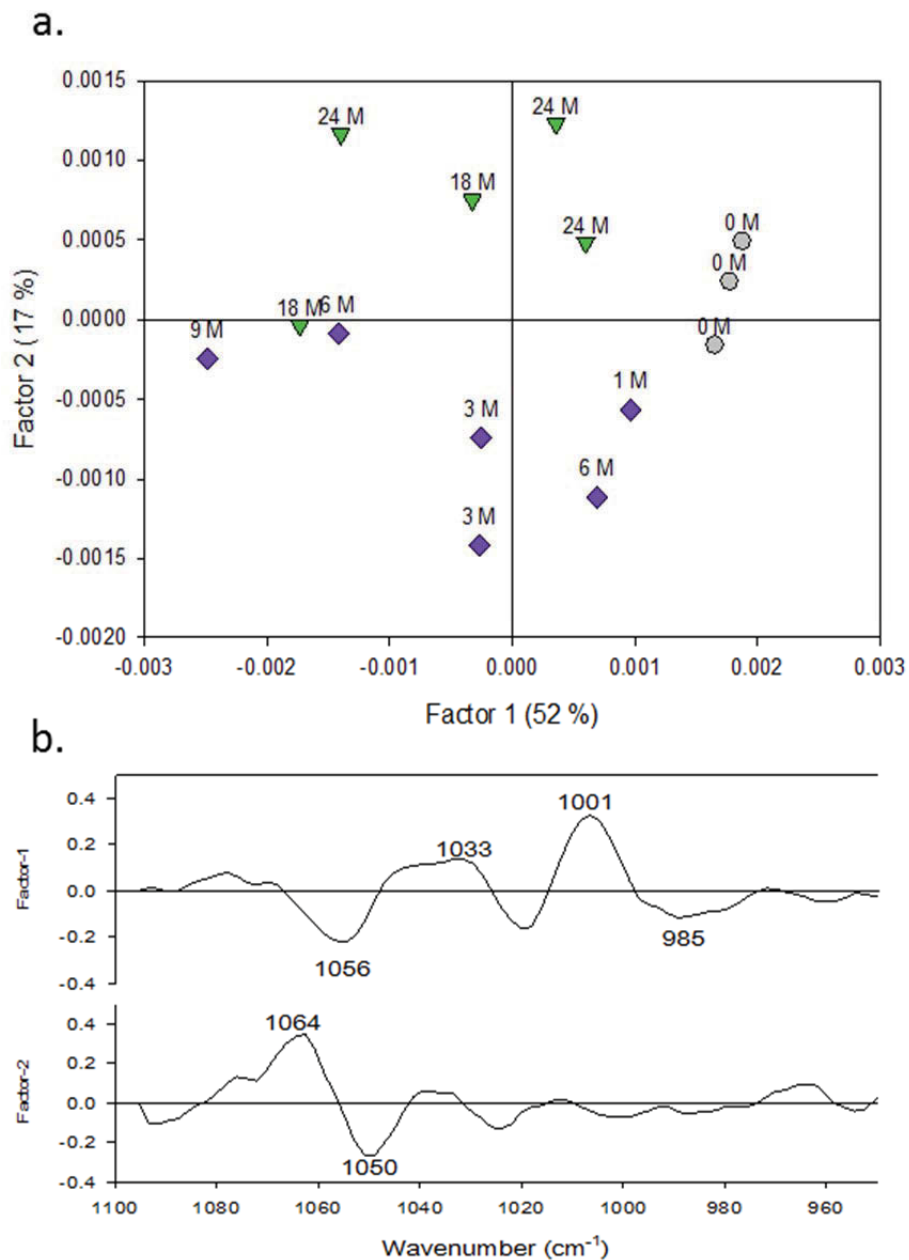 a.
0.0015
0.0010
0.0005
0.0000
-0.0005
-0.0010
-0.0015
-0.0020
Factor 2 (17 %)
24 M
24 M
18 M
24 M
0 M
0 M
18 M 6 M
0 M
9 M
1 M
3 M
6 M
3 M
-0.003 -0.002 -0.001 0.000 0.001 0.002 0.003
Factor 1 (52 %)
b.
0.4
0.2
0.0
-0.2
-0.4
Factor-1
1001
1033
1056
985
0.4
0.2
0.0
-0.2
-0.4
Factor-2
1064
1050
1100 1080 1060 1040 1020 1000 980 960
Wavenumber (cm⁻¹)